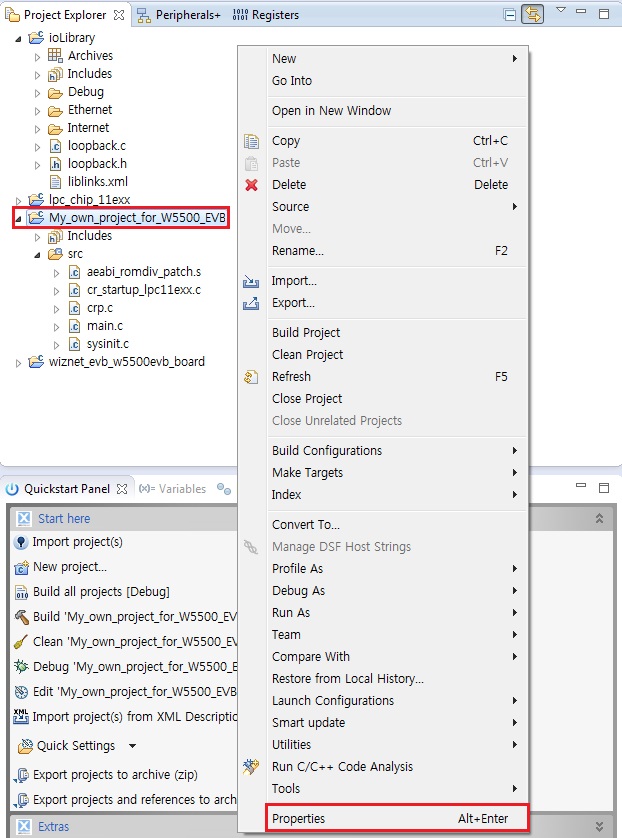 Project Explorer
Peripherals+
1010 0101 Registers
ioLibrary
Archives
Includes
Debug
Ethernet
Internet
loopback.c
loopback.h
liblinks.xml
lpc_chip_11exx
My_own_project_for_W5500_EVB
Includes
src
aeabi_romdiv_patch.s
cr_startup_lpc11exx.c
crp.c
main.c
sysinit.c
wiznet_evb_w5500evb_board
New
Go Into
Open in New Window
Copy Ctrl+C
Paste Ctrl+V
Delete Delete
Source
Move...
Rename... F2
Import...
Export...
Build Project
Clean Project
Refresh F5
Close Project
Close Unrelated Projects
Build Configurations
Make Targets
Index
Convert To...
Manage DSF Host Strings
Profile As
Debug As
Run As
Team
Compare With
Restore from Local History...
Launch Configurations
Smart update
Utilities
Run C/C++ Code Analysis
Tools
Properties Alt+Enter
Quickstart Panel
(x)= Variables
Start here
Import project(s)
New project...
Build all projects [Debug]
Build 'My_own_project_for_W5500_EV
Clean 'My_own_project_for_W5500_E
Debug 'My_own_project_for_W5500_E
Edit 'My_own_project_for_W5500_EVB
XML Import project(s) from XML Descriptio
Quick Settings
Export projects to archive (zip)
Export projects and references to arch
Extras